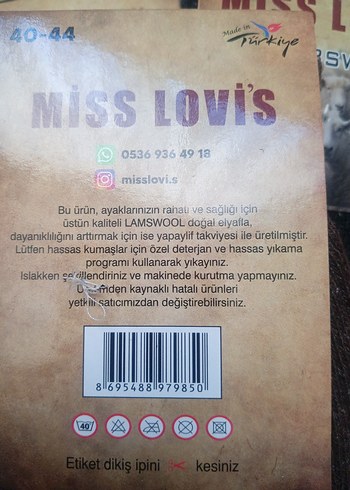 40-44
Made in
Türkiye
MİSS LOVİ'S
0536 936 49 18
misslovi.s
Bu ürün, ayaklarınızın rahatı ve sağlığı için
üstün kaliteli LAMSWOOL doğal elyafla,
dayanıklılığını arttırmak için ise yapaylif takviyesi ile üretilmiştir.
Lütfen hassas kumaşlar için özel deterjan ve hassas yıkama
programı kullanarak yıkayınız.
Islakken şekillendiriniz ve makinede kurutma yapmayınız.
kaynaklı hatalı ürünleri
yetkili satıcımızdan değiştirebilirsiniz.
8 695488 979850
40
Etiket dikiş ipini kesiniz